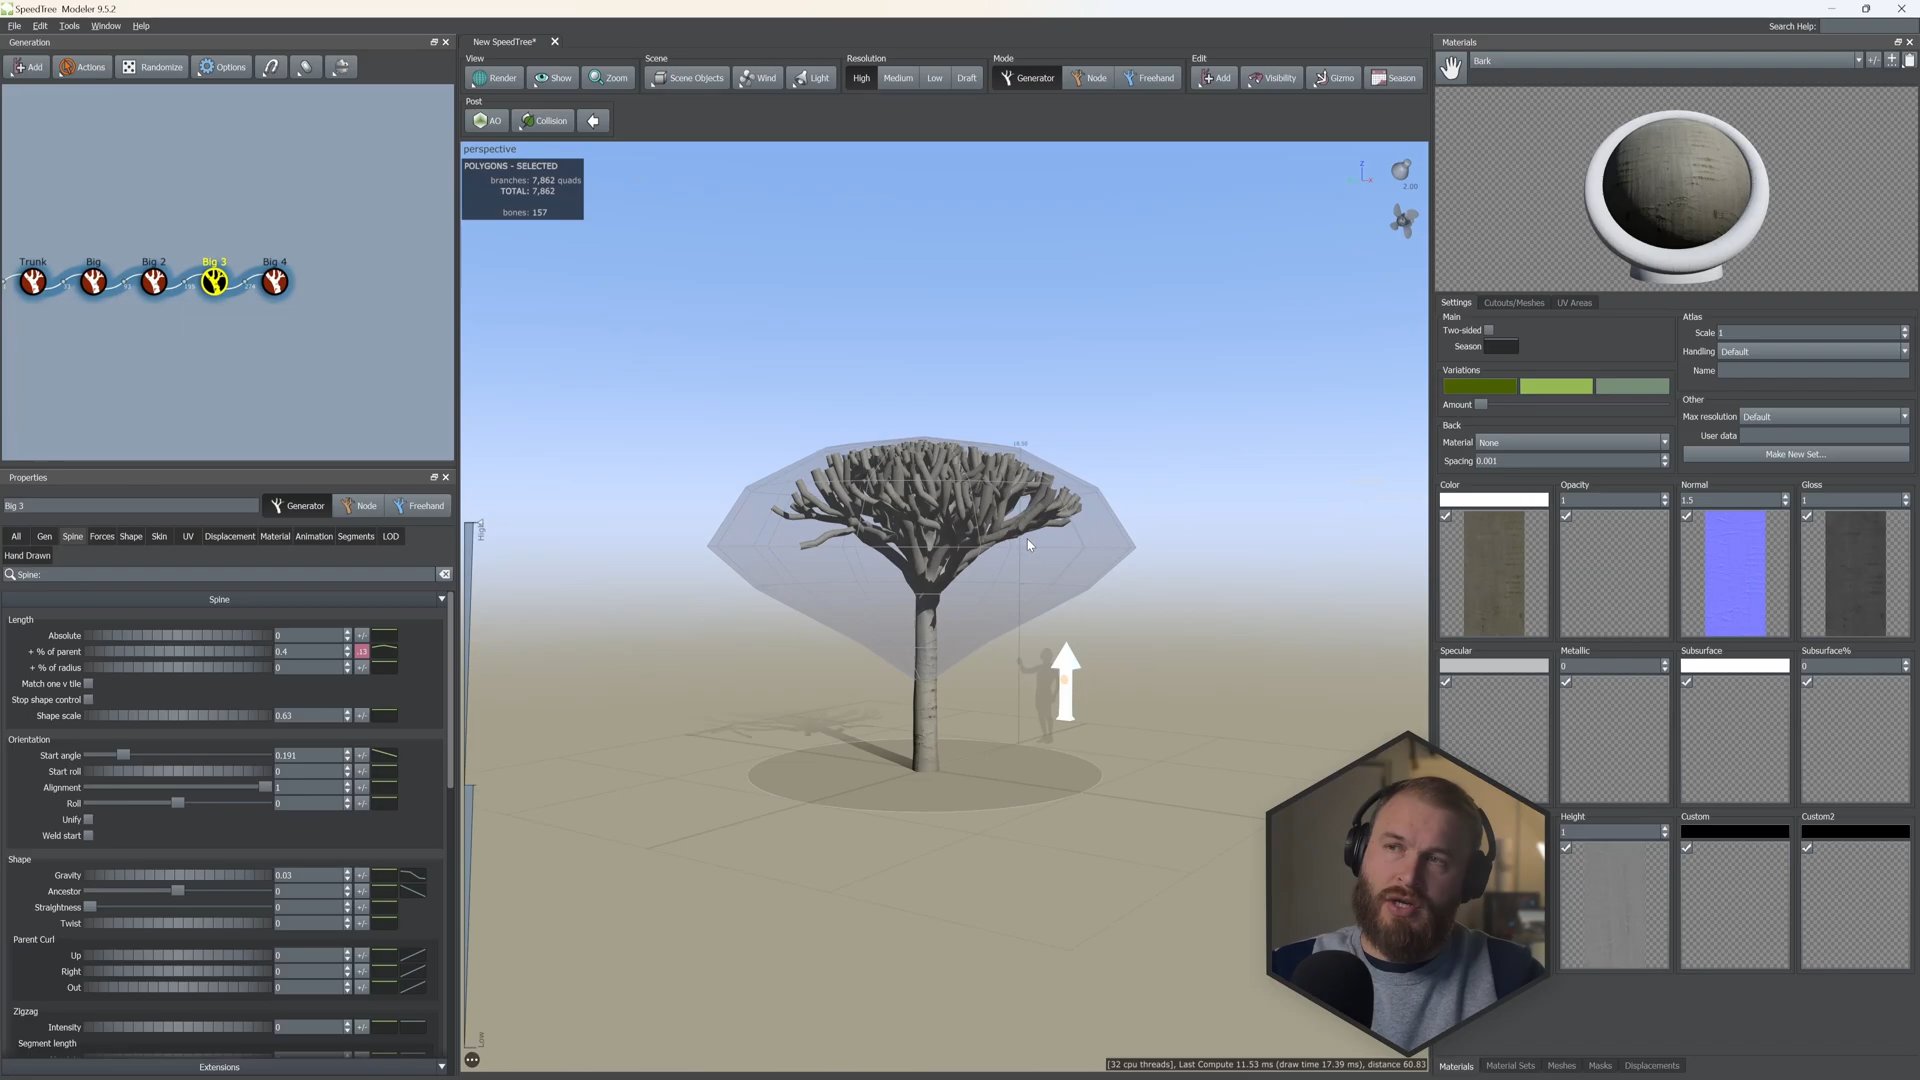 SpeedTree Modeler 9.5.2
File Edit Tools Window Help
Search Help:
Generation
Add Actions Randomize Options
Trunk Big Big 2 Big 3 Big 4
33 93 195 274
New SpeedTree*
View Scene Resolution Mode Edit
Render Show Zoom Scene Objects Wind Light High Medium Low Draft Generator Node Freehand Add Visibility Gizmo Season
Post
AO Collision
perspective
POLYGONS - SELECTED
branches: 7,862 quads
TOTAL: 7,862
bones: 157
Z
2.00
High
Low
[32 cpu threads], Last Compute 11.53 ms (draw time 17.39 ms), distance 60.83
Properties
Big 3 Generator Node Freehand
All Gen Spine Forces Shape Skin UV Displacement Material Animation Segments LOD
Hand Drawn
Spine:
Spine
Length
Absolute 0 +/-
+ % of parent 0.4 .13
+ % of radius 0 +/-
Match one v tile
Stop shape control
Shape scale 0.63 +/-
Orientation
Start angle 0.191 +/-
Start roll 0 +/-
Alignment 1 +/-
Roll 0 +/-
Unify
Weld start
Shape
Gravity 0.03 +/-
Ancestor 0 +/-
Straightness 0 +/-
Twist 0 +/-
Parent Curl
Up 0 +/-
Right 0 +/-
Out 0 +/-
Zigzag
Intensity 0 +/-
Segment length
Extensions
Materials
Bark +/-
Settings Cutouts/Meshes UV Areas
Main Atlas
Two-sided Scale 1
Season Handling Default
Variations Name
Amount Other
Back Max resolution Default
Material None User data
Spacing 0.001 Make New Set...
Color Opacity Normal Gloss
1 1.5 1
Specular Metallic Subsurface Subsurface%
0 0
Height Custom Custom2
1
Materials Material Sets Meshes Masks Displacements